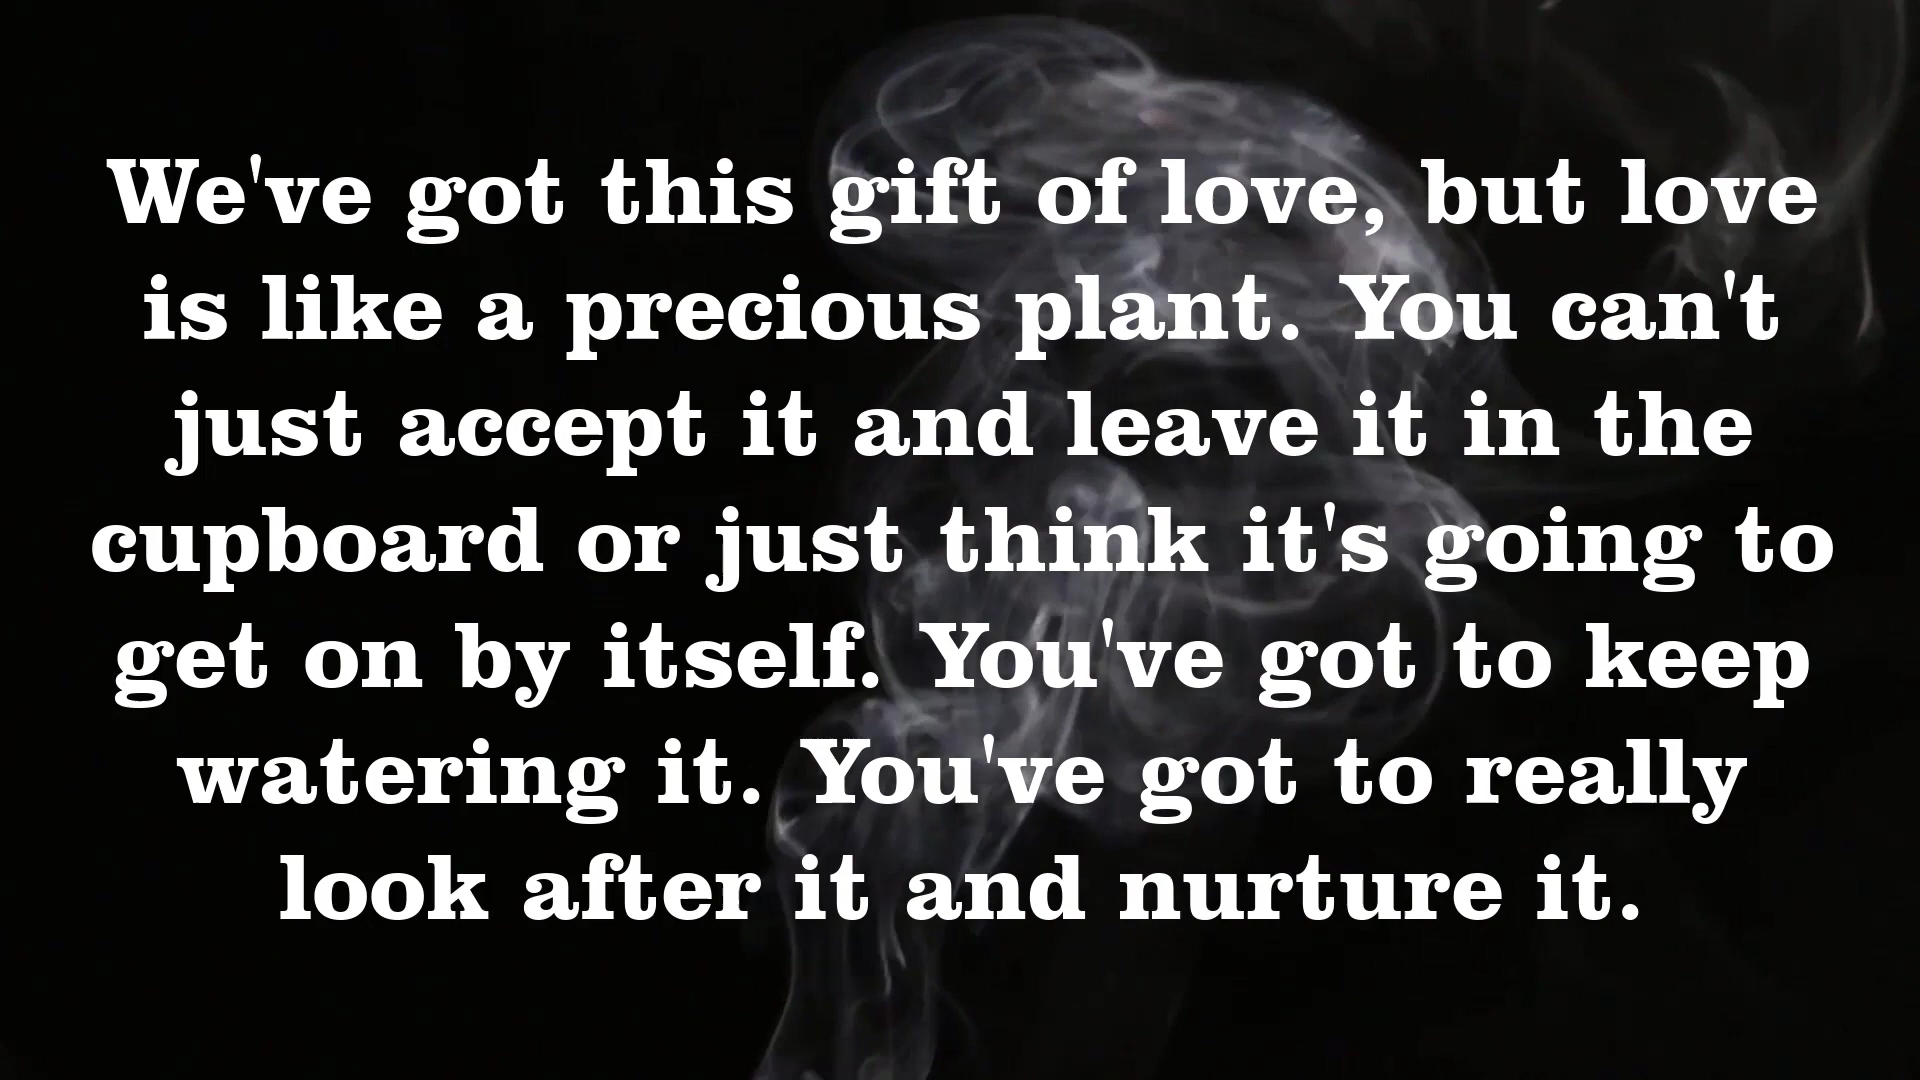 We've got this gift of love, but love
is like a precious plant. You can't
just accept it and leave it in the
cupboard or just think it's going to
get on by itself. You've got to keep
watering it. You've got to really
look after it and nurture it.